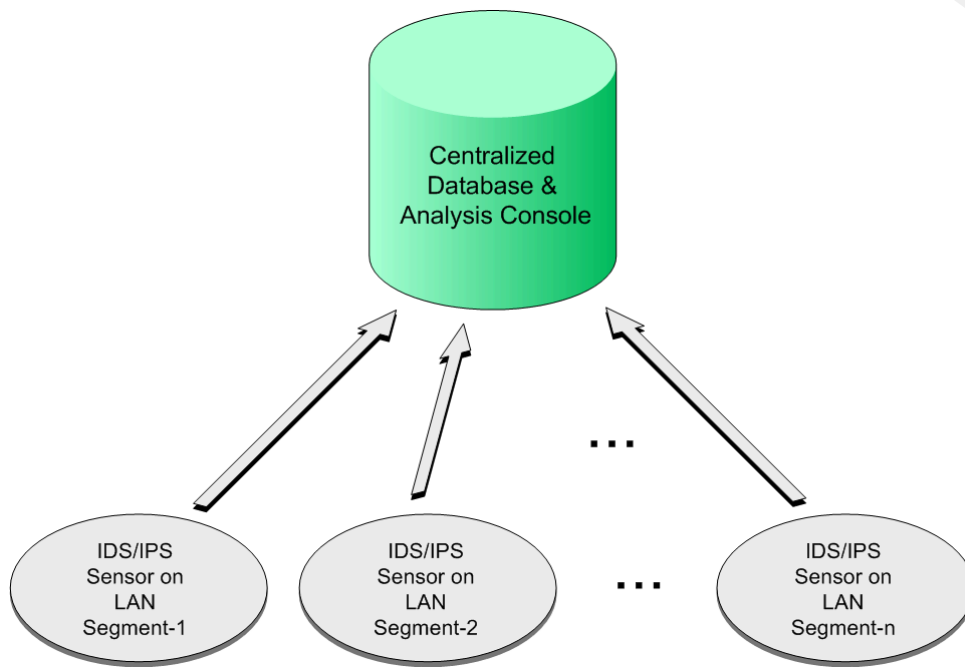 Centralized
Database &
Analysis Console
...
IDS/IPS
Sensor on
LAN
Segment-1
IDS/IPS
Sensor on
LAN
Segment-2
...
IDS/IPS
Sensor on
LAN
Segment-n